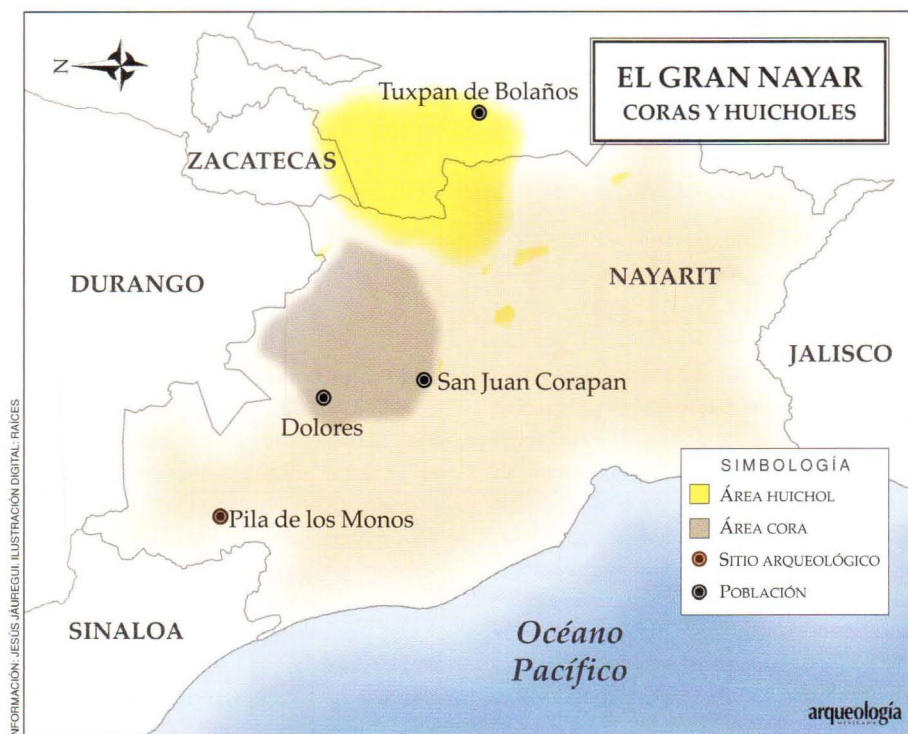 EL GRAN NAYAR
CORAS Y HUICHOLES
N
Tuxpan de Bolaños
ZACATECAS
DURANGO
NAYARIT
JALISCO
San Juan Corapan
Dolores
Pila de los Monos
SINALOA
Océano
Pacífico
SIMBOLOGÍA
ÁREA HUICHOL
ÁREA CORA
SITIO ARQUEOLÓGICO
POBLACIÓN
INFORMACIÓN: JESÚS JÁUREGUI. ILUSTRACIÓN DIGITAL: RAÍCES
arqueología
MEXICANA